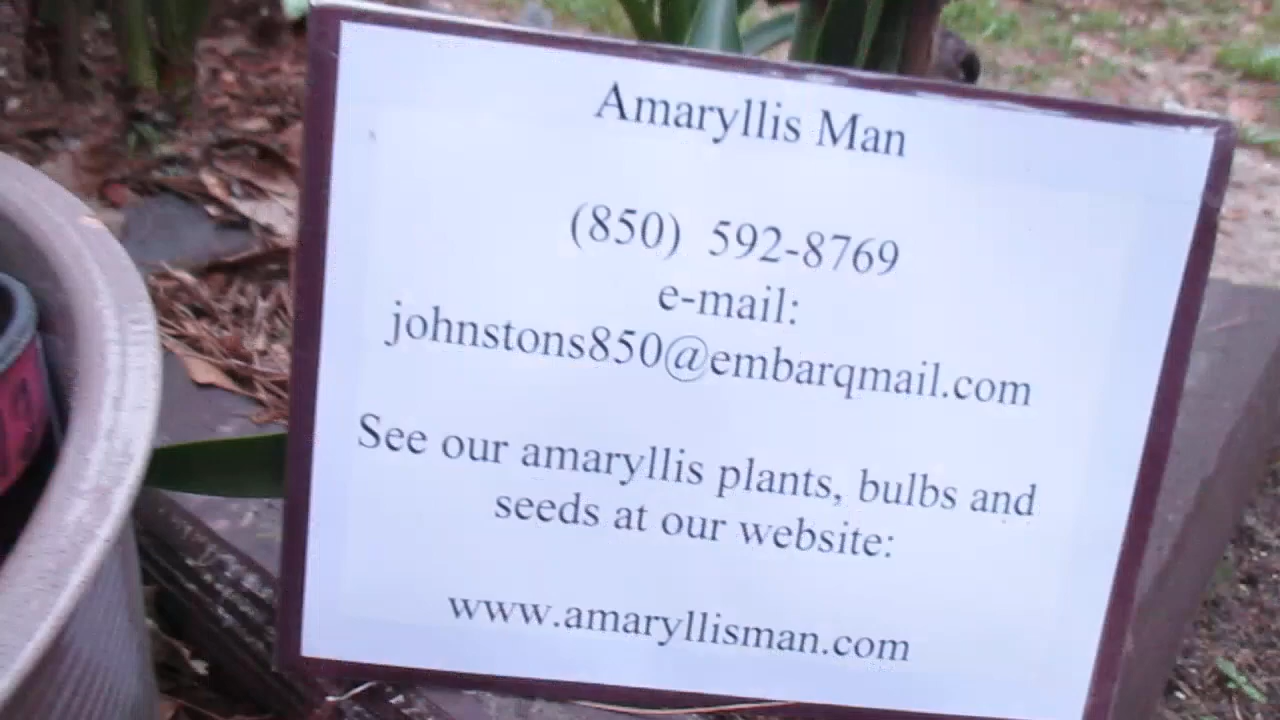 Amaryllis Man
(850) 592-8769
e-mail:
johnstons850@embarqmail.com
See our amaryllis plants, bulbs and
seeds at our website:
www.amaryllisman.com